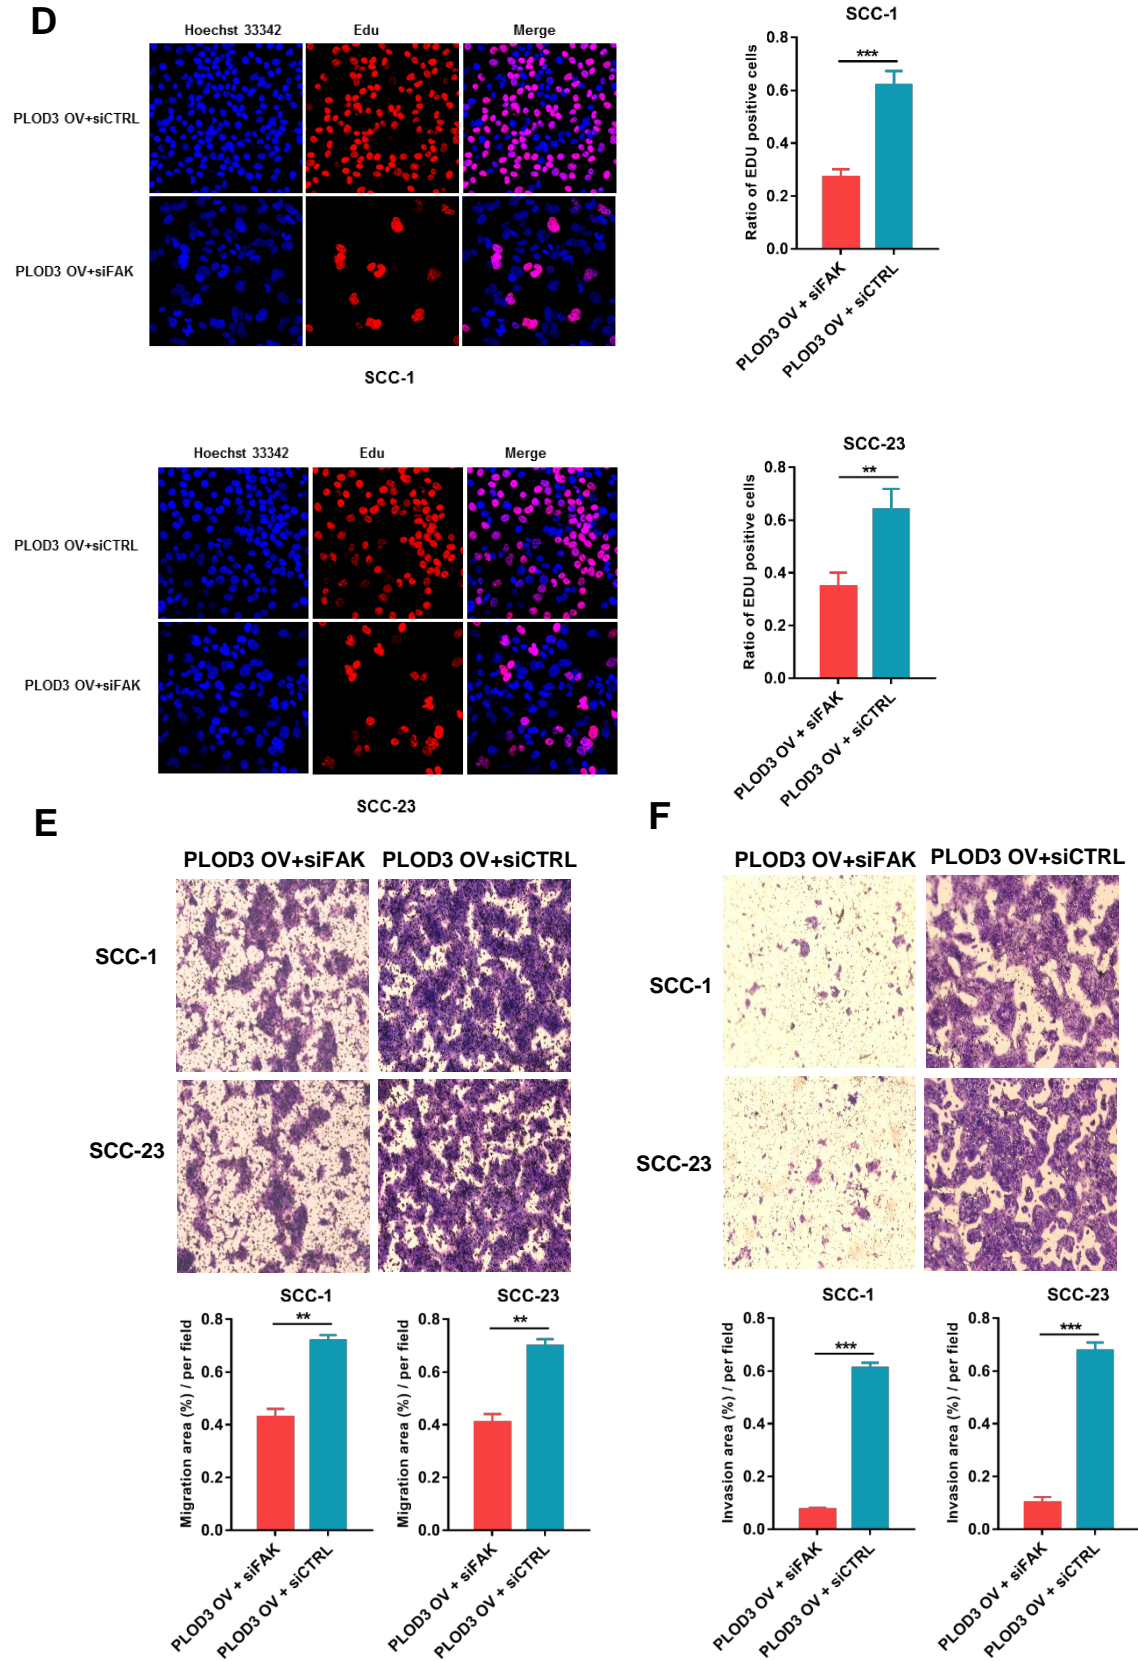 D
Hoechst 33342 Edu Merge
PLOD3 OV+siCTRL
PLOD3 OV+siFAK
SCC-1
SCC-1
Ratio of EDU positive cells
0.8
0.6
0.4
0.2
0.0
***
PLOD3 OV + siFAK
PLOD3 OV + siCTRL
Hoechst 33342 Edu Merge
PLOD3 OV+siCTRL
PLOD3 OV+siFAK
SCC-23
SCC-23
Ratio of EDU positive cells
0.8
0.6
0.4
0.2
0.0
**
PLOD3 OV + siFAK
PLOD3 OV + siCTRL
E
PLOD3 OV+siFAK PLOD3 OV+siCTRL
SCC-1
SCC-23
SCC-1
Migration area (%) / per field
0.8
0.6
0.4
0.2
0.0
**
PLOD3 OV + siFAK
PLOD3 OV + siCTRL
SCC-23
Migration area (%) / per field
0.8
0.6
0.4
0.2
0.0
**
PLOD3 OV + siFAK
PLOD3 OV + siCTRL
F
PLOD3 OV+siFAK PLOD3 OV+siCTRL
SCC-1
SCC-23
SCC-1
Invasion area (%) / per field
0.8
0.6
0.4
0.2
0.0
***
PLOD3 OV + siFAK
PLOD3 OV + siCTRL
SCC-23
Invasion area (%) / per field
0.8
0.6
0.4
0.2
0.0
***
PLOD3 OV + siFAK
PLOD3 OV + siCTRL